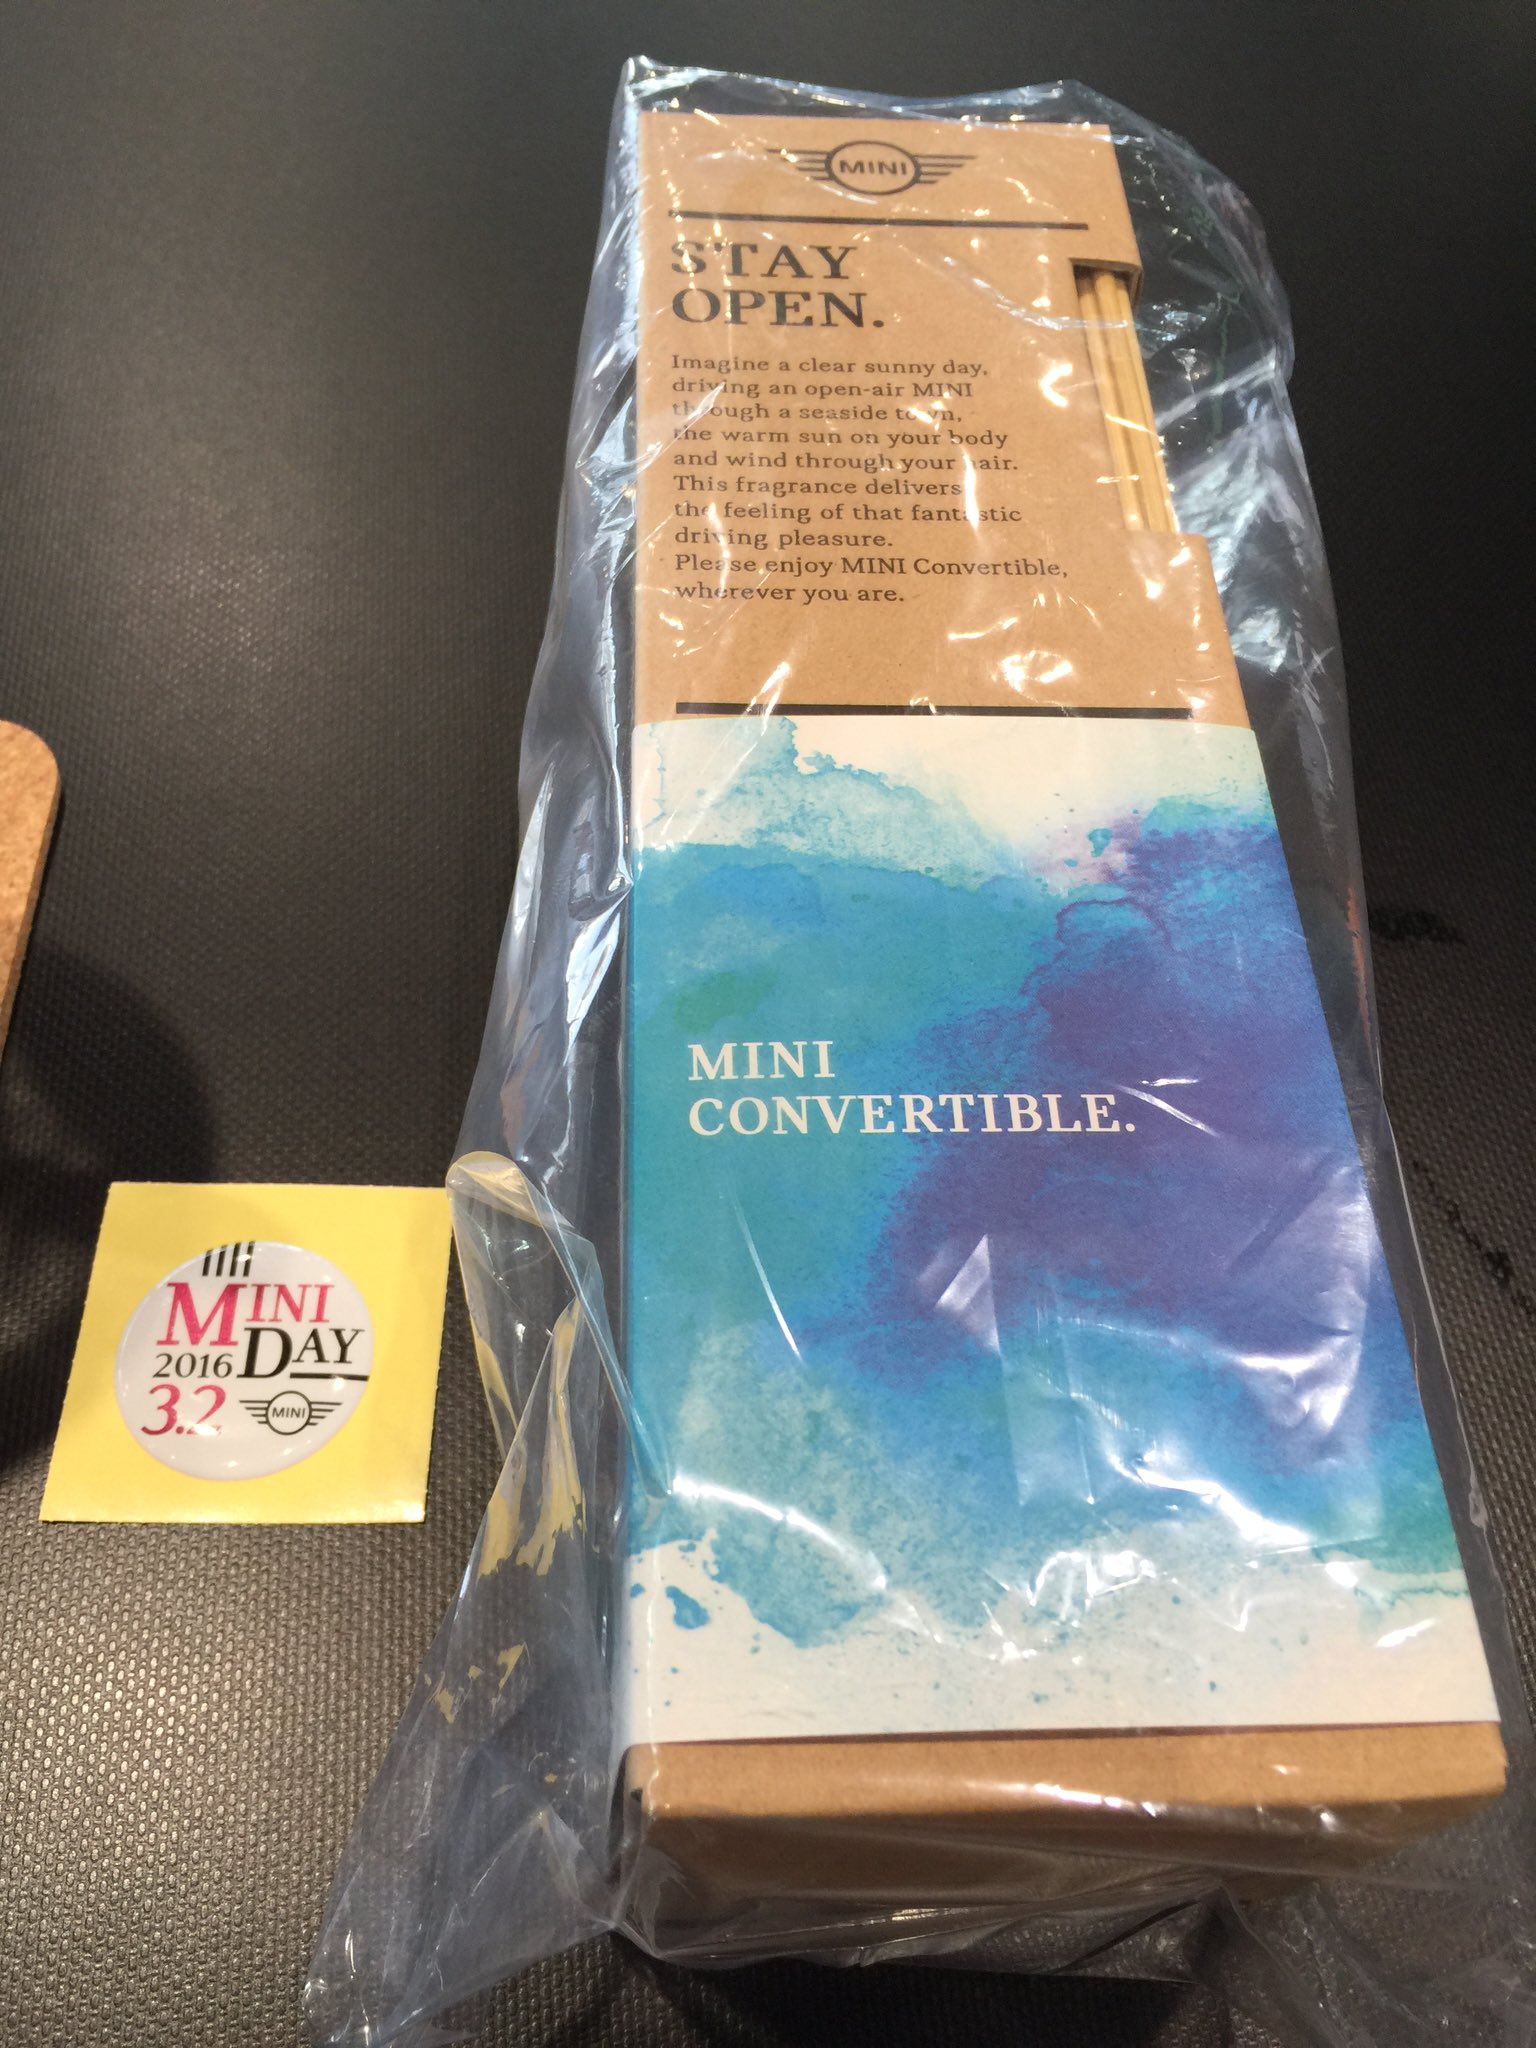 MINI
STAY
OPEN.
Imagine a clear sunny day,
driving an open-air MINI
through a seaside town,
the warm sun on your body
and wind through your hair.
This fragrance delivers
the feeling of that fantastic
driving pleasure.
Please enjoy MINI Convertible,
wherever you are.
MINI
CONVERTIBLE.
MINI
2016 DAY
3.2 MINI